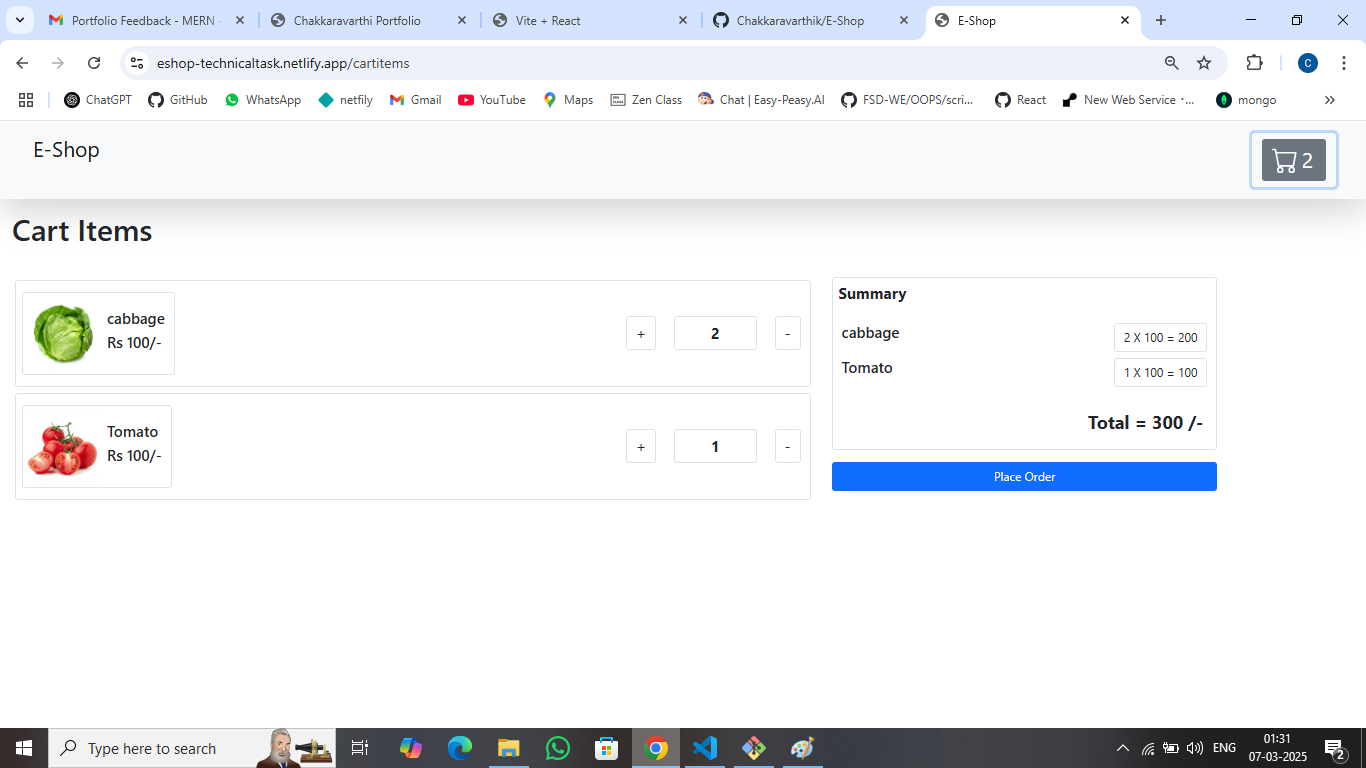 Portfolio Feedback - MERN
Chakkaravarthi Portfolio
Vite + React
Chakkaravarthik/E-Shop
E-Shop
eshop-technicaltask.netlify.app/cartitems
C
ChatGPT
GitHub
WhatsApp
netfily
Gmail
YouTube
Maps
Zen Class
Chat | Easy-Peasy.AI
FSD-WE/OOPS/scri...
React
New Web Service ·...
mongo
E-Shop
2
Cart Items
cabbage
Rs 100/-
+
2
-
Tomato
Rs 100/-
+
1
-
Summary
cabbage
2 X 100 = 200
Tomato
1 X 100 = 100
Total = 300 /-
Place Order
Type here to search
ENG
01:31
07-03-2025
2